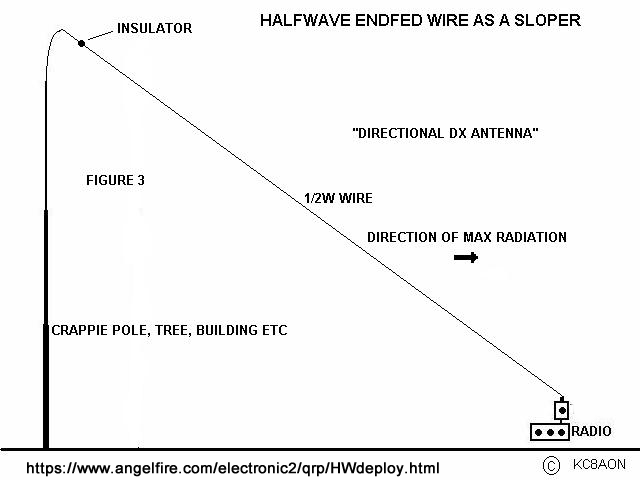 HALFWAVE ENDFED WIRE AS A SLOPER
INSULATOR
"DIRECTIONAL DX ANTENNA"
FIGURE 3
1/2W WIRE
DIRECTION OF MAX RADIATION
CRAPPIE POLE, TREE, BUILDING ETC
RADIO
https://www.angelfire.com/electronic2/qrp/HWdeploy.html
© KC8AON